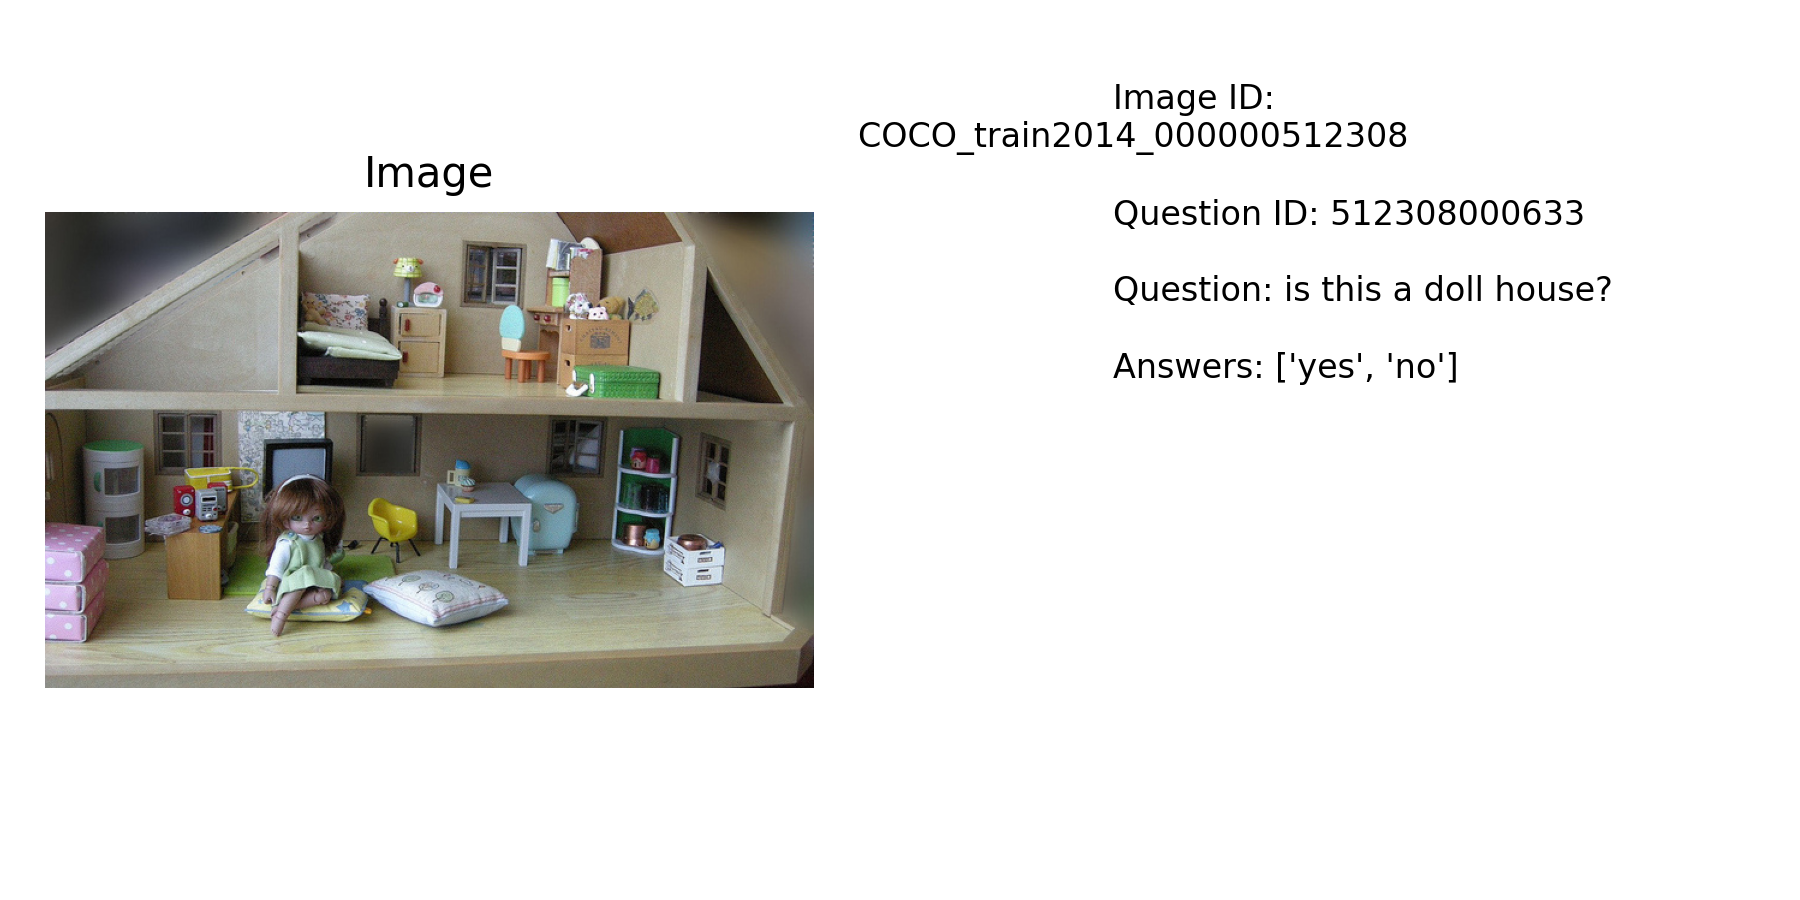 Image
Image ID:
COCO_train2014_000000512308
Question ID: 512308000633
Question: is this a doll house?
Answers: ['yes', 'no']